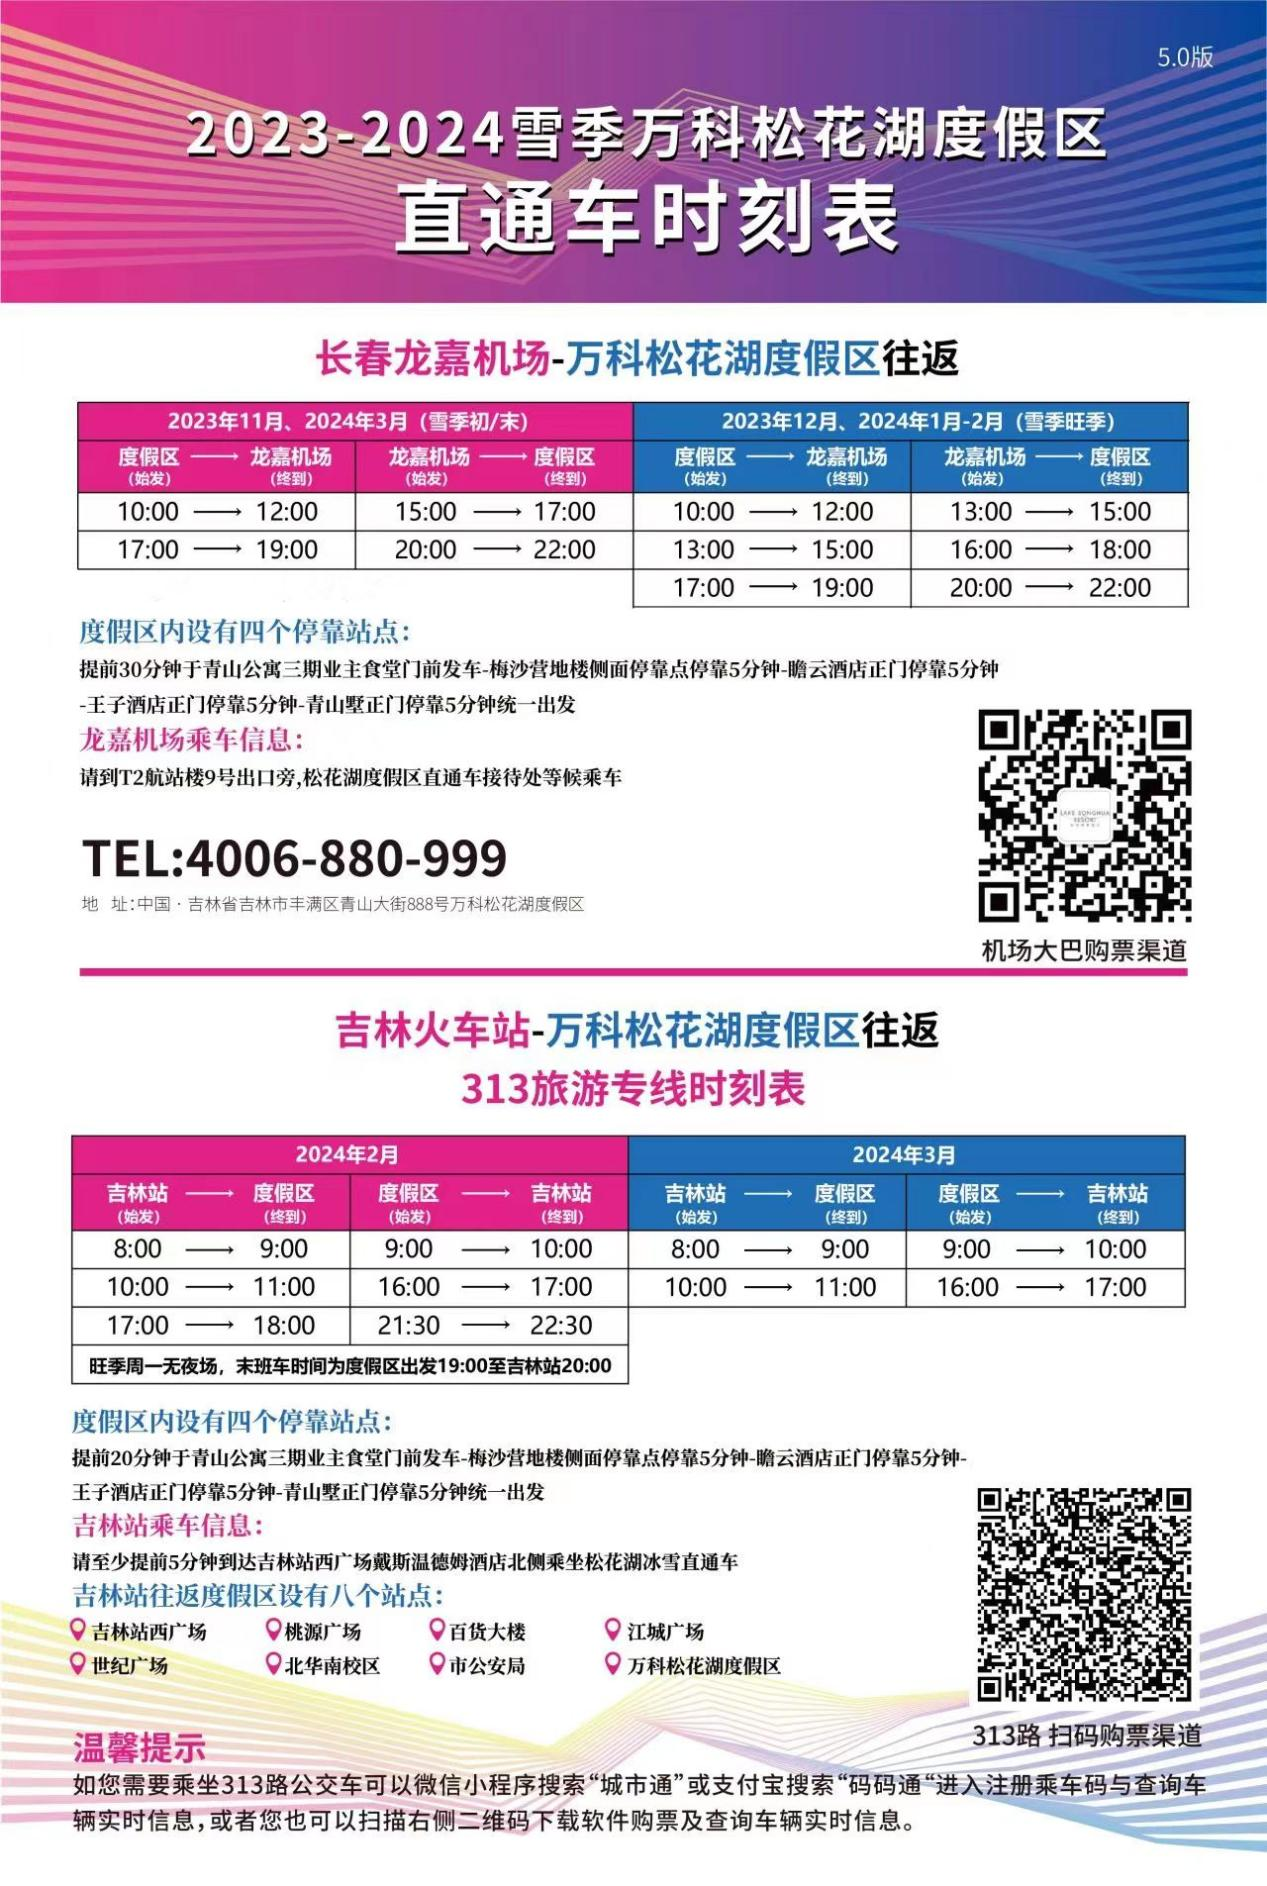 5.0版
2023-2024雪季万科松花湖度假区
直通车时刻表
长春龙嘉机场-万科松花湖度假区往返
2023年11月、2024年3月（雪季初/末） 2023年12月、2024年1月-2月（雪季旺季）
度假区 → 龙嘉机场 龙嘉机场 → 度假区 度假区 → 龙嘉机场 龙嘉机场 → 度假区
（始发） （终到） （始发） （终到） （始发） （终到） （始发） （终到）
10:00 → 12:00 15:00 → 17:00 10:00 → 12:00 13:00 → 15:00
17:00 → 19:00 20:00 → 22:00 13:00 → 15:00 16:00 → 18:00
17:00 → 19:00 20:00 → 22:00
度假区内设有四个停靠站点：
提前30分钟于青山公寓三期业主食堂门前发车-梅沙营地楼侧面停靠点停靠5分钟-瞻云酒店正门停靠5分钟
-王子酒店正门停靠5分钟-青山墅正门停靠5分钟统一出发
龙嘉机场乘车信息：
请到T2航站楼9号出口旁,松花湖度假区直通车接待处等候乘车
LAKE SONGHUA
RESORT
TEL:4006-880-999
地 址:中国·吉林省吉林市丰满区青山大街888号万科松花湖度假区
机场大巴购票渠道
吉林火车站-万科松花湖度假区往返
313旅游专线时刻表
2024年2月 2024年3月
吉林站 → 度假区 度假区 → 吉林站 吉林站 → 度假区 度假区 → 吉林站
（始发） （终到） （始发） （终到） （始发） （终到） （始发） （终到）
8:00 → 9:00 9:00 → 10:00 8:00 → 9:00 9:00 → 10:00
10:00 → 11:00 16:00 → 17:00 10:00 → 11:00 16:00 → 17:00
17:00 → 18:00 21:30 → 22:30
旺季周一无夜场，末班车时间为度假区出发19:00至吉林站20:00
度假区内设有四个停靠站点：
提前20分钟于青山公寓三期业主食堂门前发车-梅沙营地楼侧面停靠点停靠5分钟-瞻云酒店正门停靠5分钟-
王子酒店正门停靠5分钟-青山墅正门停靠5分钟统一出发
吉林站乘车信息：
请至少提前5分钟到达吉林站西广场戴斯温德姆酒店北侧乘坐松花湖冰雪直通车
吉林站往返度假区设有八个站点：
吉林站西广场 桃源广场 百货大楼 江城广场
世纪广场 北华南校区 市公安局 万科松花湖度假区
313路 扫码购票渠道
温馨提示
如您需要乘坐313路公交车可以微信小程序搜索“城市通”或支付宝搜索“码码通“进入注册乘车码与查询车
辆实时信息,或者您也可以扫描右侧二维码下载软件购票及查询车辆实时信息。